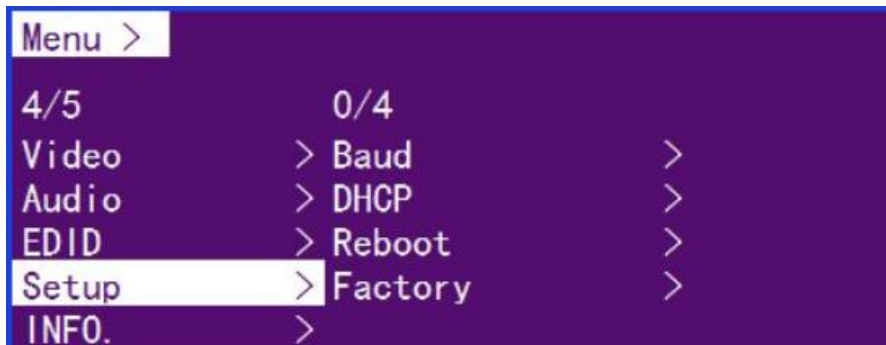 Menu >
4/5 0/4
Video > Baud >
Audio > DHCP >
EDID > Reboot >
Setup > Factory >
INFO. >